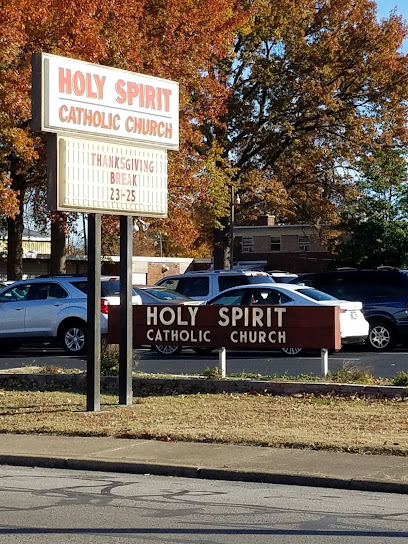 HOLY SPIRIT
CATHOLIC CHURCH
THANKSGIVING
BREAK
23-25
HOLY SPIRIT
CATHOLIC CHURCH